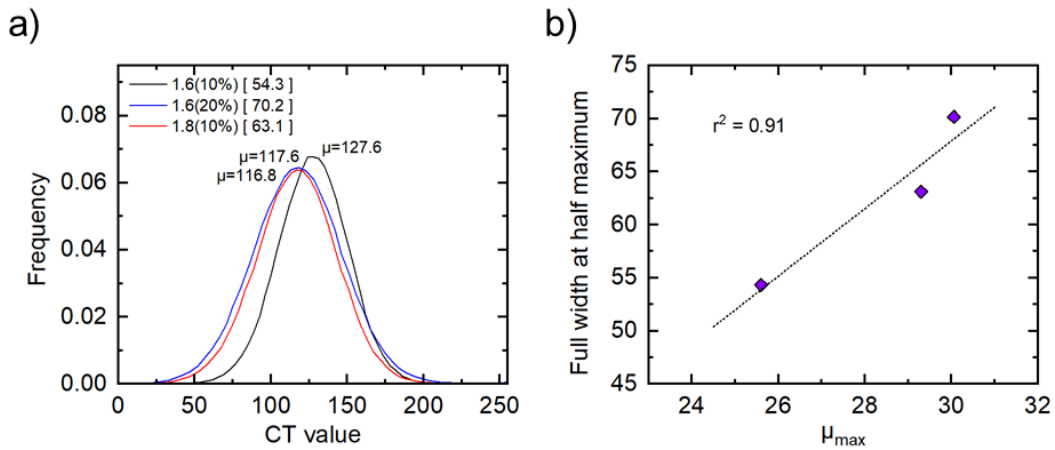 a)
1.6(10%) [ 54.3 ]
1.6(20%) [ 70.2 ]
1.8(10%) [ 63.1 ]
μ=117.6
μ=127.6
μ=116.8
0.08
0.06
0.04
0.02
0.00
Frequency
0 50 100 150 200 250
CT value
b)
r² = 0.91
75
70
65
60
55
50
45
Full width at half maximum
24 26 28 30 32
μmax